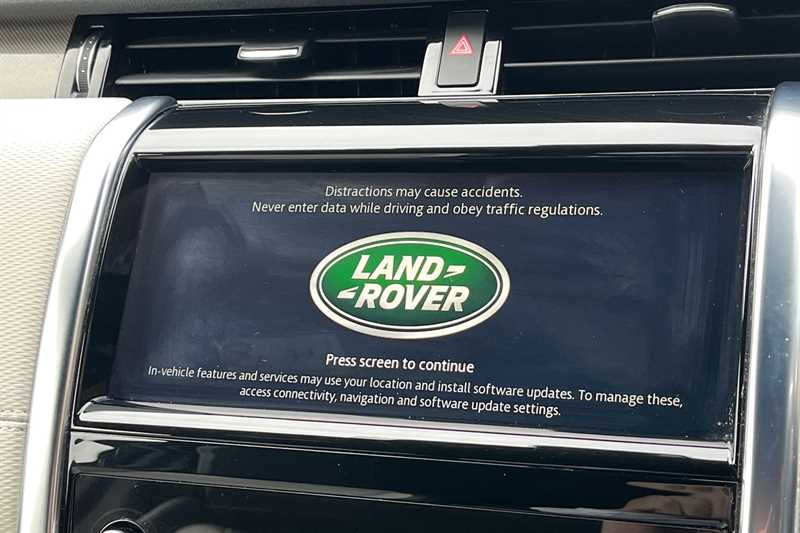 Distractions may cause accidents.
Never enter data while driving and obey traffic regulations.
LAND
ROVER
Press screen to continue
In-vehicle features and services may use your location and install software updates. To manage these,
access connectivity, navigation and software update settings.